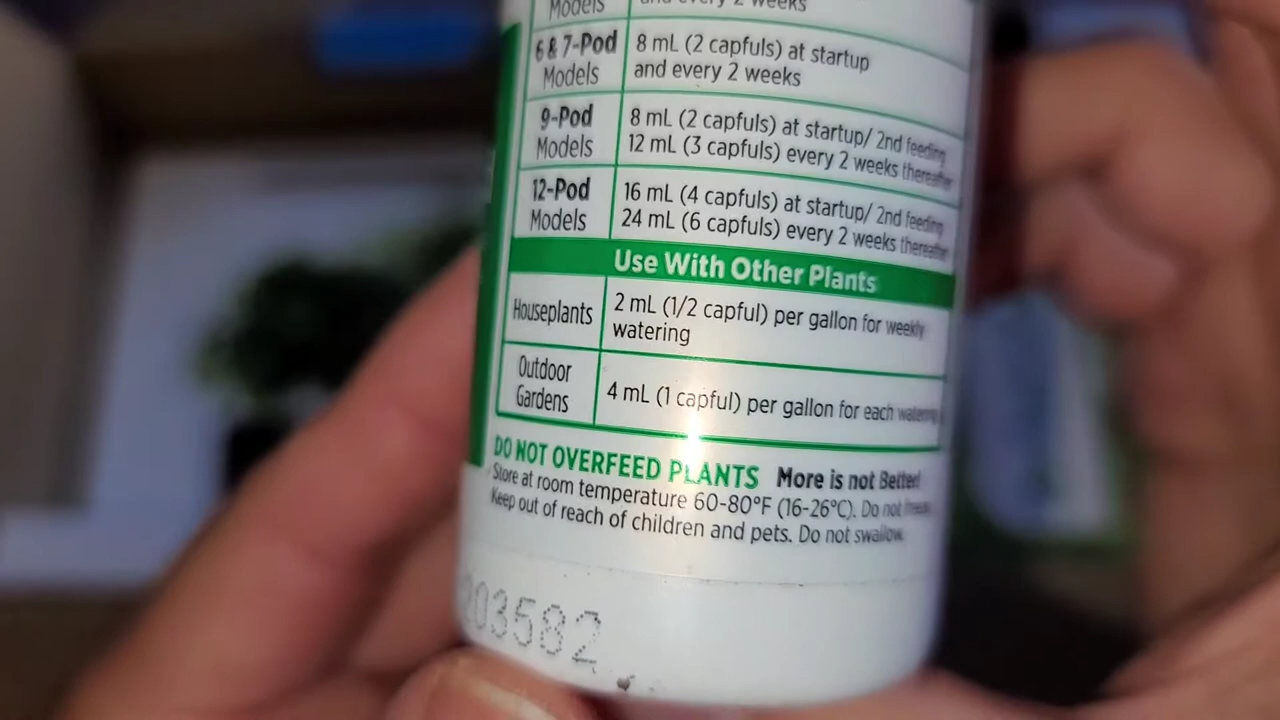 Models
and every 2 weeks
6 & 7-Pod
Models
8 mL (2 capfuls) at startup
and every 2 weeks
9-Pod
Models
8 mL (2 capfuls) at startup/ 2nd feeding
12 mL (3 capfuls) every 2 weeks thereafter
12-Pod
Models
16 mL (4 capfuls) at startup/ 2nd feeding
24 mL (6 capfuls) every 2 weeks thereafter
Use With Other Plants
Houseplants
2 mL (1/2 capful) per gallon for weekly
watering
Outdoor
Gardens
4 mL (1 capful) per gallon for each watering
DO NOT OVERFEED PLANTS More is not Better!
Store at room temperature 60-80°F (16-26°C). Do not freeze.
Keep out of reach of children and pets. Do not swallow.
03582